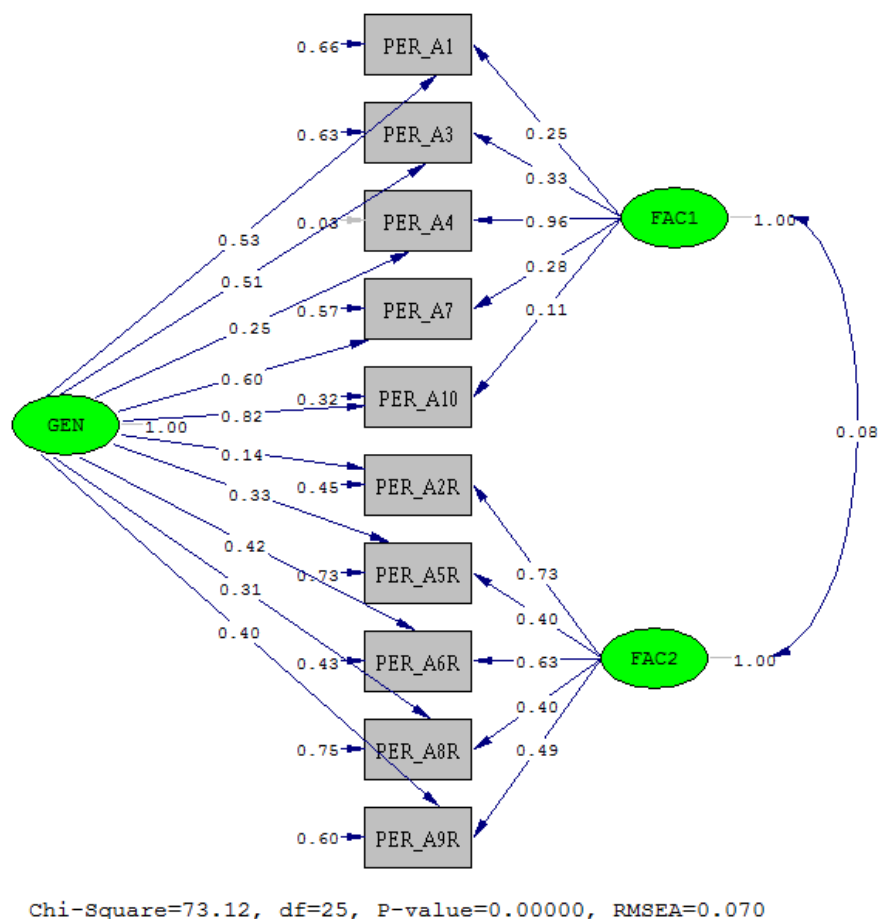 0.66 PER_A1
0.25
0.63 PER_A3
0.33
0.03 PER_A4 0.96 FAC1 1.00
0.53
0.51
0.28
0.57 PER_A7
0.11
0.25
0.60
0.32 PER_A10
0.82
GEN 1.00
0.08
0.14
0.45 PER_A2R
0.33
0.42
0.73
0.73 PER_A5R
0.31
0.40
0.40
0.43 PER_A6R 0.63 FAC2 1.00
0.40
0.75 PER_A8R
0.49
0.60 PER_A9R
Chi-Square=73.12, df=25, P-value=0.00000, RMSEA=0.070